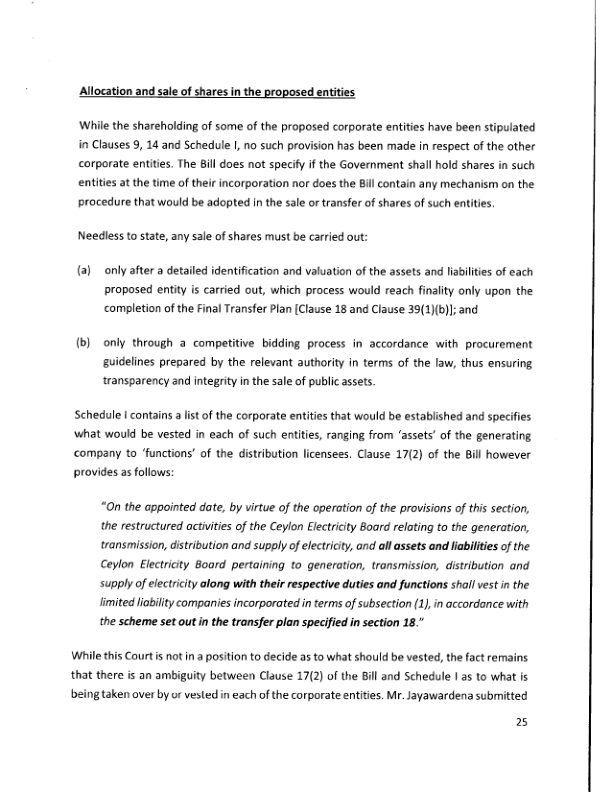 Allocation and sale of shares in the proposed entities
While the shareholding of some of the proposed corporate entities have been stipulated
in Clauses 9, 14 and Schedule I, no such provision has been made in respect of the other
corporate entities. The Bill does not specify if the Government shall hold shares in such
entities at the time of their incorporation nor does the Bill contain any mechanism on the
procedure that would be adopted in the sale or transfer of shares of such entities.
Needless to state, any sale of shares must be carried out:
(a) only after a detailed identification and valuation of the assets and liabilities of each
proposed entity is carried out, which process would reach finality only upon the
completion of the Final Transfer Plan [Clause 18 and Clause 39(1)(b)]; and
(b) only through a competitive bidding process in accordance with procurement
guidelines prepared by the relevant authority in terms of the law, thus ensuring
transparency and integrity in the sale of public assets.
Schedule I contains a list of the corporate entities that would be established and specifies
what would be vested in each of such entities, ranging from ‘assets’ of the generating
company to ‘functions’ of the distribution licensees. Clause 17(2) of the Bill however
provides as follows:
“On the appointed date, by virtue of the operation of the provisions of this section,
the restructured activities of the Ceylon Electricity Board relating to the generation,
transmission, distribution and supply of electricity, and all assets and liabilities of the
Ceylon Electricity Board pertaining to generation, transmission, distribution and
supply of electricity along with their respective duties and functions shall vest in the
limited liability companies incorporated in terms of subsection (1), in accordance with
the scheme set out in the transfer plan specified in section 18.”
While this Court is not in a position to decide as to what should be vested, the fact remains
that there is an ambiguity between Clause 17(2) of the Bill and Schedule I as to what is
being taken over by or vested in each of the corporate entities. Mr. Jayawardena submitted
25